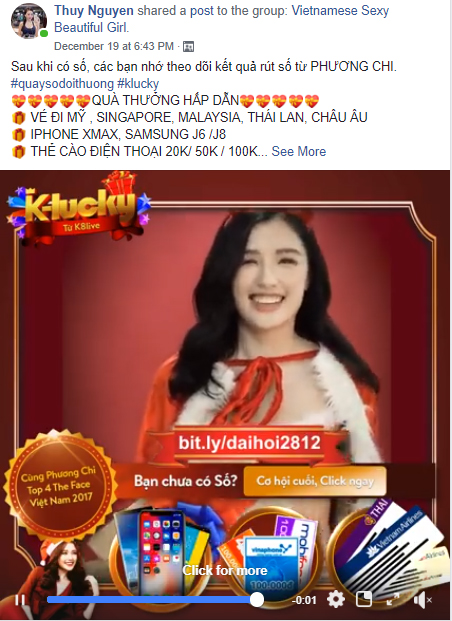 Thuy Nguyen shared a post to the group: Vietnamese Sexy
Beautiful Girl.
December 19 at 6:43 PM ·
Sau khi có số, các bạn nhớ theo dõi kết quả rút số từ PHƯƠNG CHI.
#quaysodoithuong #klucky
QUÀ THƯỞNG HẤP DẪN
VÉ ĐI MỸ , SINGAPORE, MALAYSIA, THÁI LAN, CHÂU ÂU
IPHONE XMAX, SAMSUNG J6 /J8
THẺ CÀO ĐIỆN THOẠI 20K/ 50K / 100K... See More
K-lucky
Từ K8live
bit.ly/daihoi2812
Cùng Phương Chi
Top 4 The Face
Việt Nam 2017
Bạn chưa có Số?
Cơ hội cuối, Click ngay
vinaphone
100.000đ
mobifone
THAI
Vietnam Airlines
Click for more
-0:01